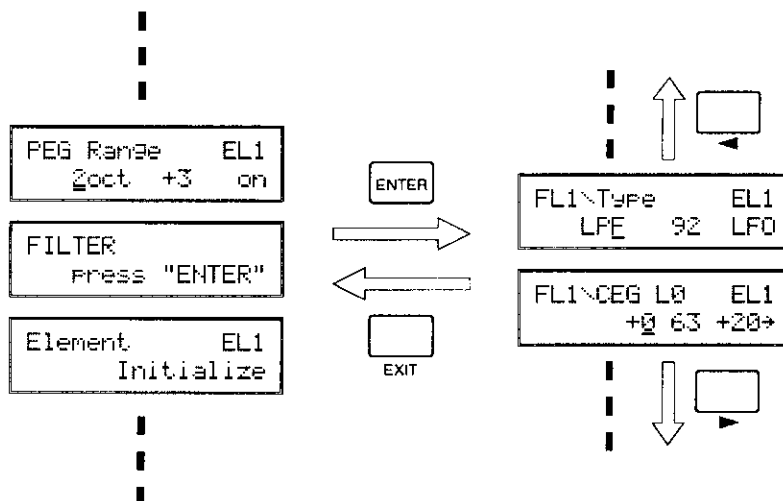 PEG Range EL1
2oct +3 on
FILTER
press "ENTER"
Element EL1
Initialize
ENTER
EXIT
FL1\Type EL1
LPE 92 LFO
FL1\CEG L0 EL1
+0 63 +20→